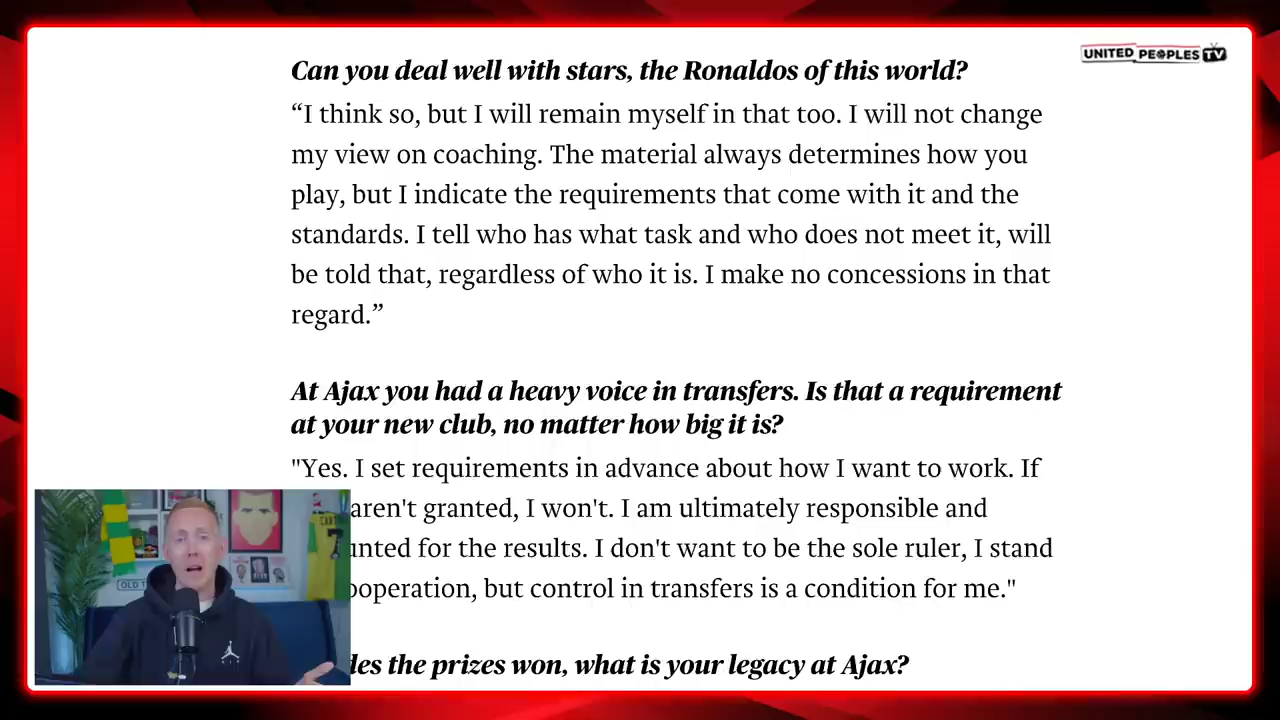 UNITED PEOPLES TV
Can you deal well with stars, the Ronaldos of this world?
“I think so, but I will remain myself in that too. I will not change
my view on coaching. The material always determines how you
play, but I indicate the requirements that come with it and the
standards. I tell who has what task and who does not meet it, will
be told that, regardless of who it is. I make no concessions in that
regard.”
At Ajax you had a heavy voice in transfers. Is that a requirement
at your new club, no matter how big it is?
"Yes. I set requirements in advance about how I want to work. If
aren't granted, I won't. I am ultimately responsible and
unted for the results. I don't want to be the sole ruler, I stand
ooperation, but control in transfers is a condition for me."
des the prizes won, what is your legacy at Ajax?
OLD T
7